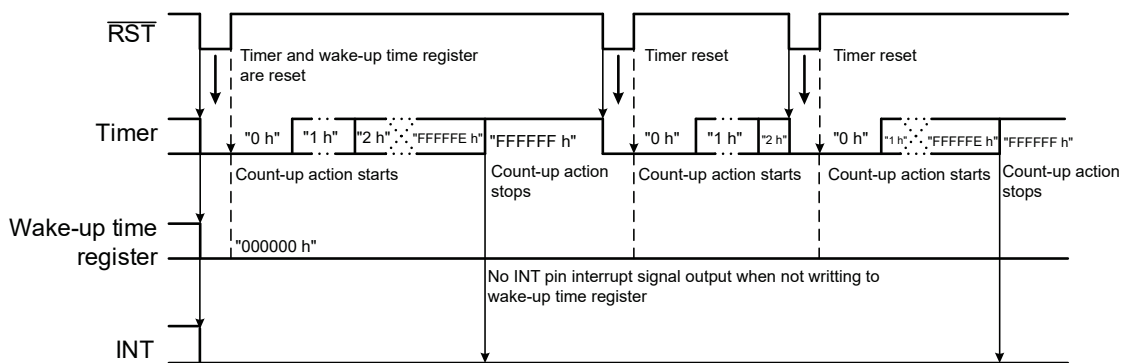 RST
Timer and wake-up time register
are reset
Timer reset
Timer reset
Timer
"0 h"
"1 h"
"2 h"
"FFFFFE h"
"FFFFFF h"
"0 h"
"1 h"
"2 h"
"0 h"
"1 h"
"FFFFFE h"
"FFFFFF h"
Count-up action starts
Count-up action
stops
Count-up action starts
Count-up action starts
Count-up action
stops
Wake-up time
register
"000000 h"
No INT pin interrupt signal output when not writting to
wake-up time register
INT